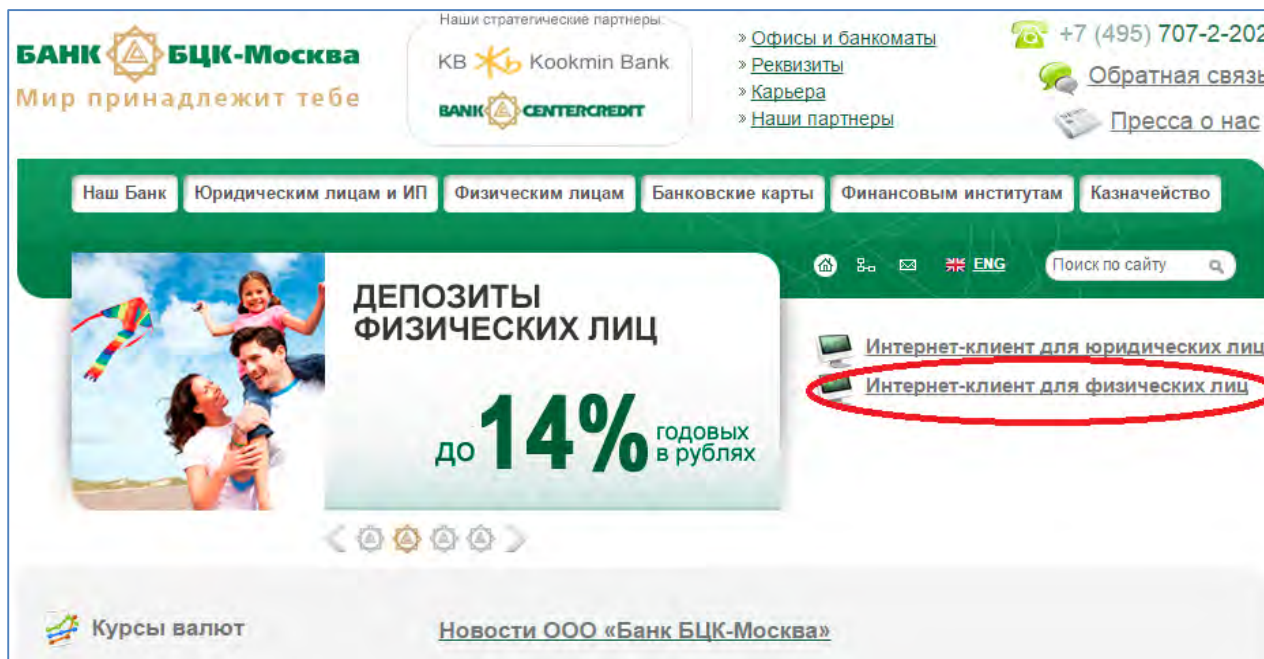 БАНК БЦК-Москва
Мир принадлежит тебе
Наши стратегические партнеры:
KB Kookmin Bank
BANK CENTERCREDIT
» Офисы и банкоматы
» Реквизиты
» Карьера
» Наши партнеры
+7 (495) 707-2-202
Обратная связь
Пресса о нас
Наш Банк
Юридическим лицам и ИП
Физическим лицам
Банковские карты
Финансовым институтам
Казначейство
ENG
Поиск по сайту
ДЕПОЗИТЫ
ФИЗИЧЕСКИХ ЛИЦ
до 14% годовых
в рублях
Интернет-клиент для юридических лиц
Интернет-клиент для физических лиц
Курсы валют
Новости ООО «Банк БЦК-Москва»